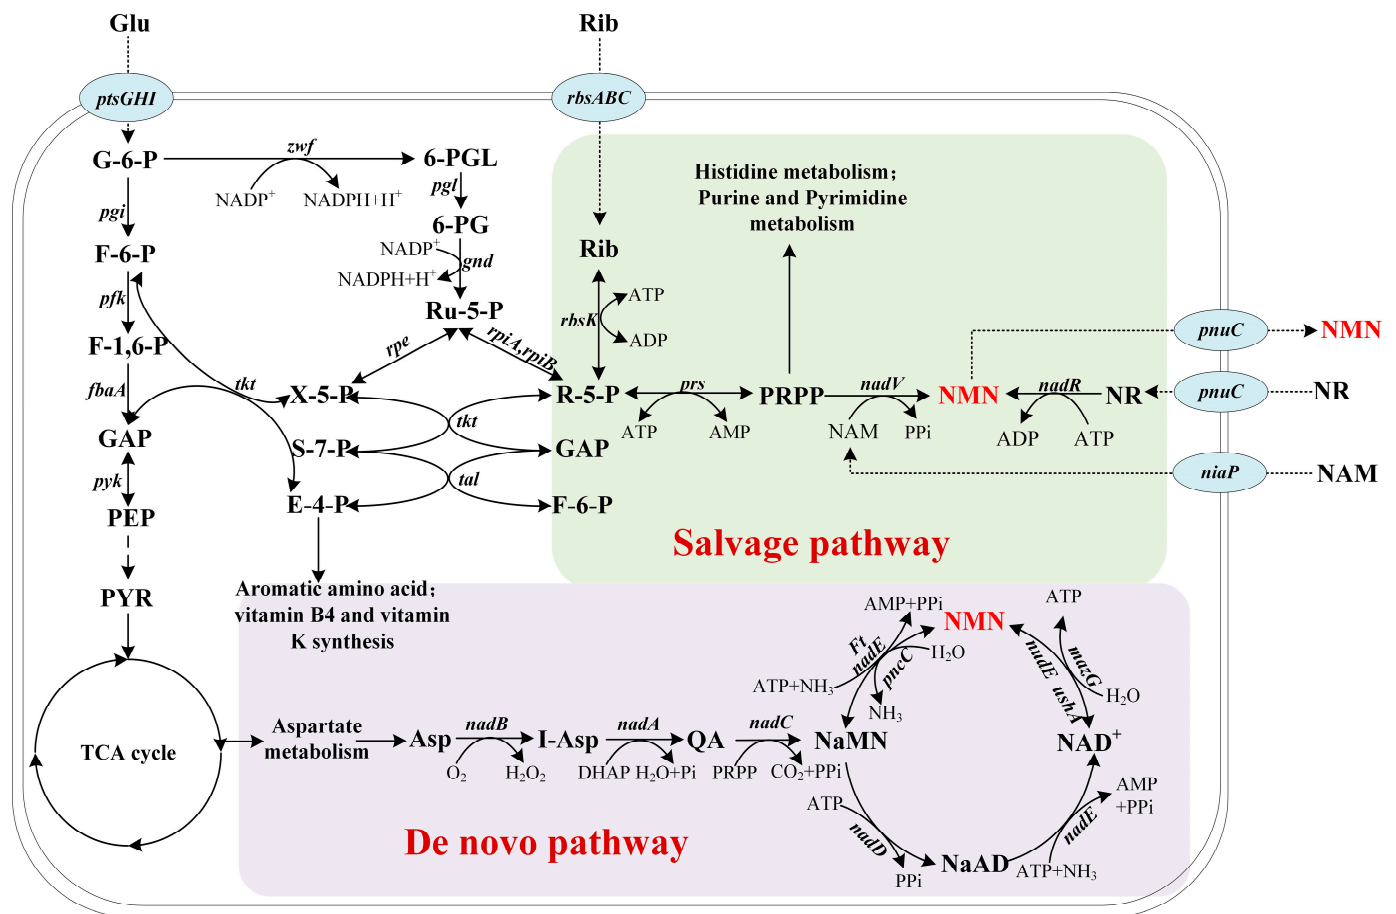 Glu
Rib
ptsGHI
rbsABC
G-6-P
zwf
6-PGL
NADP+
NADPH+H+
pgl
pgi
6-PG
NADP+
gnd
NADPH+H+
F-6-P
pfk
Ru-5-P
F-1,6-P
rpe
rpiA,rpiB
fbaA
tkt
X-5-P
GAP
tkt
S-7-P
pyk
tal
E-4-P
PEP
PYR
Histidine metabolism;
Purine and Pyrimidine
metabolism
Rib
ATP
rbsK
ADP
R-5-P
prs
PRPP
nadV
NMN
nadR
NR
ATP
AMP
NAM
PPi
ADP
ATP
GAP
F-6-P
pnuC
NMN
pnuC
NR
niaP
NAM
Salvage pathway
Aromatic amino acid;
vitamin B4 and vitamin
K synthesis
TCA cycle
Aspartate
metabolism
Asp
nadB
I-Asp
nadA
QA
nadC
NaMN
O2
H2O2
DHAP
H2O+Pi
PRPP
CO2+PPi
AMP+PPi
NMN
ATP
Ft
nadE
pncC
H2O
ATP+NH3
NH3
nudE
ushA
mazG
H2O
NAD+
ATP
nadD
PPi
NaAD
nadE
AMP
+PPi
ATP+NH3
De novo pathway